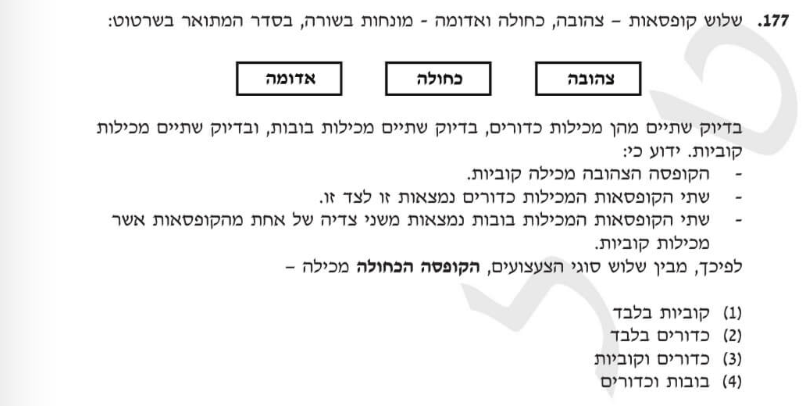 177. שלוש קופסאות – צהובה, כחולה ואדומה - מונחות בשורה, בסדר המתואר בשרטוט:
צהובה כחולה אדומה
בדיוק שתיים מהן מכילות כדורים, בדיוק שתיים מכילות בובות, ובדיוק שתיים מכילות
קוביות. ידוע כי:
- הקופסה הצהובה מכילה קוביות.
- שתי הקופסאות המכילות כדורים נמצאות זו לצד זו.
- שתי הקופסאות המכילות בובות נמצאות משני צדיה של אחת מהקופסאות אשר
מכילות קוביות.
לפיכך, מבין שלוש סוגי הצעצועים, הקופסה הכחולה מכילה –
(1) קוביות בלבד
(2) כדורים בלבד
(3) כדורים וקוביות
(4) בובות וכדורים